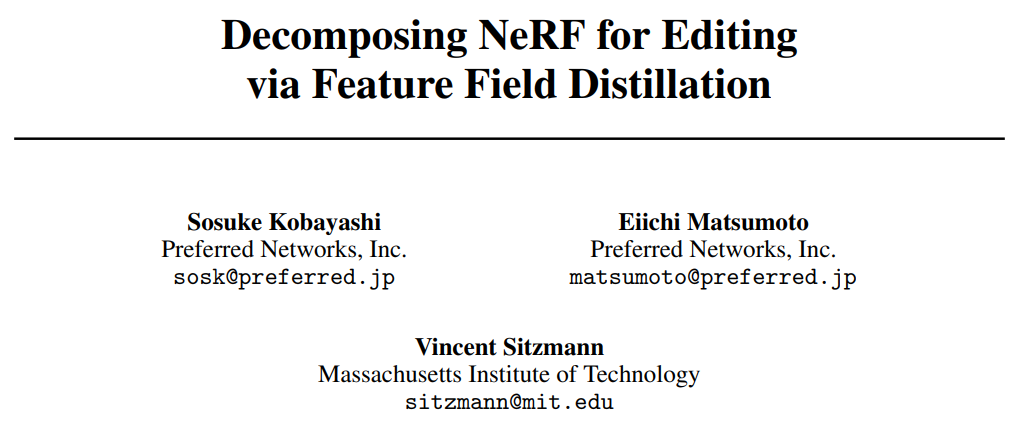 Decomposing NeRF for Editing
via Feature Field Distillation
Sosuke Kobayashi
Preferred Networks, Inc.
sosk@preferred.jp
Eiichi Matsumoto
Preferred Networks, Inc.
matsumoto@preferred.jp
Vincent Sitzmann
Massachusetts Institute of Technology
sitzmann@mit.edu